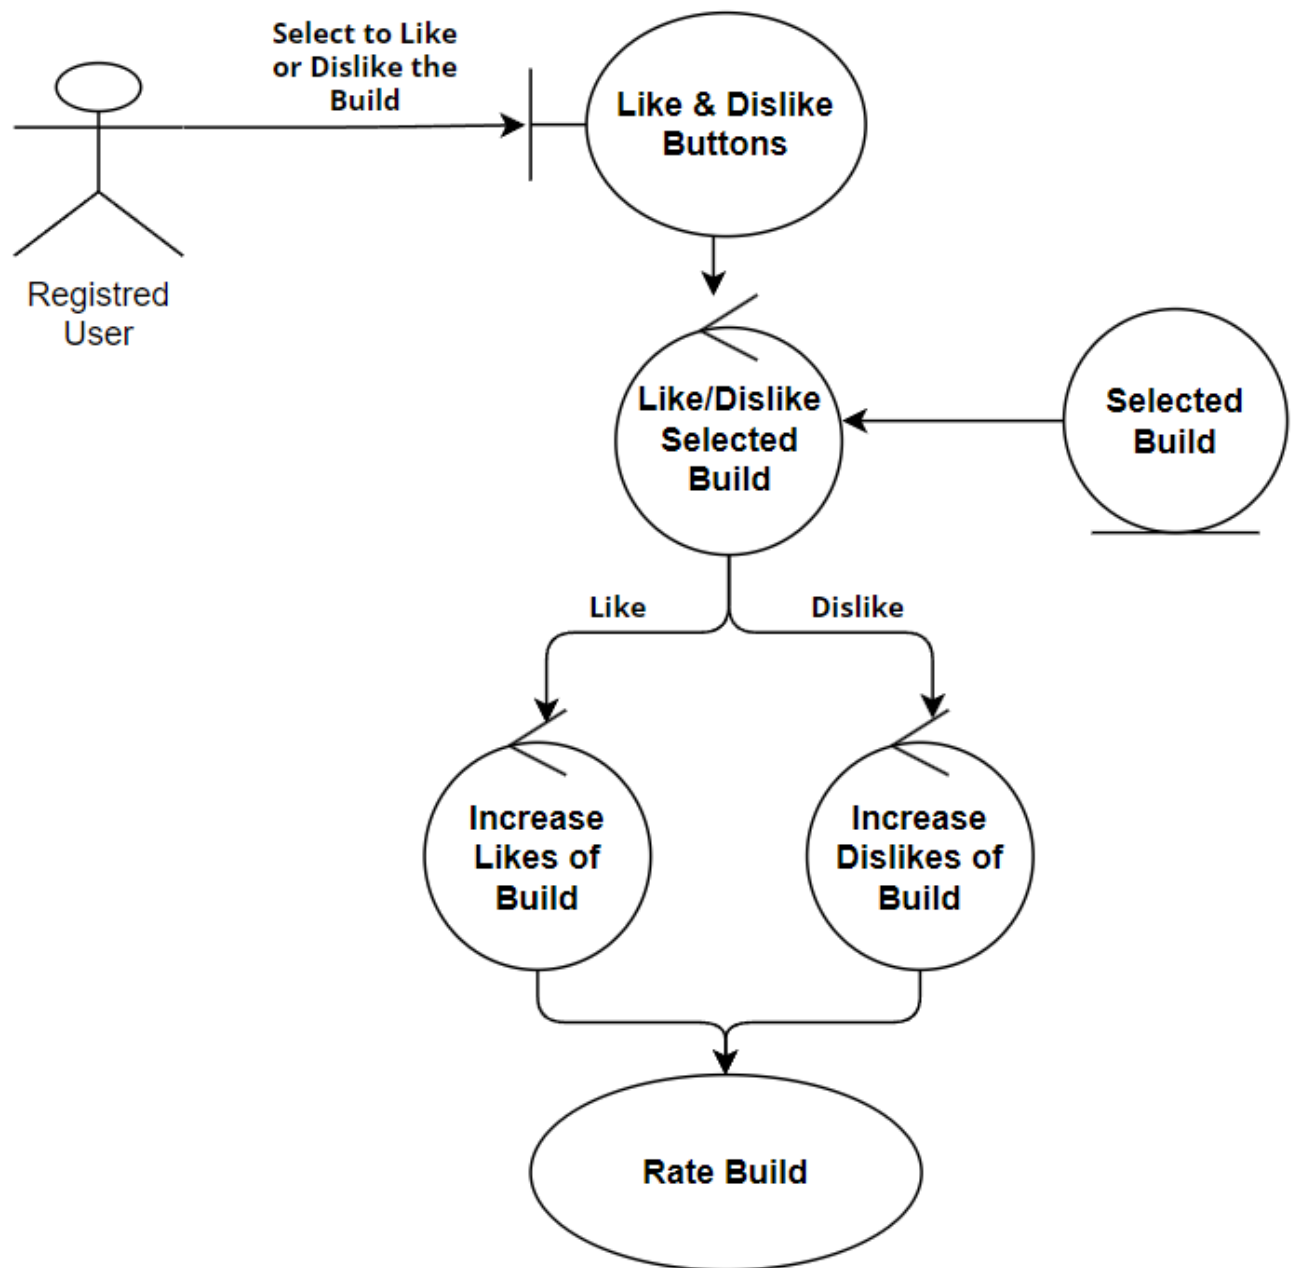 Select to Like
or Dislike the
Build
Like & Dislike
Buttons
Registred
User
Like/Dislike
Selected
Build
Selected
Build
Like
Dislike
Increase
Likes of
Build
Increase
Dislikes of
Build
Rate Build